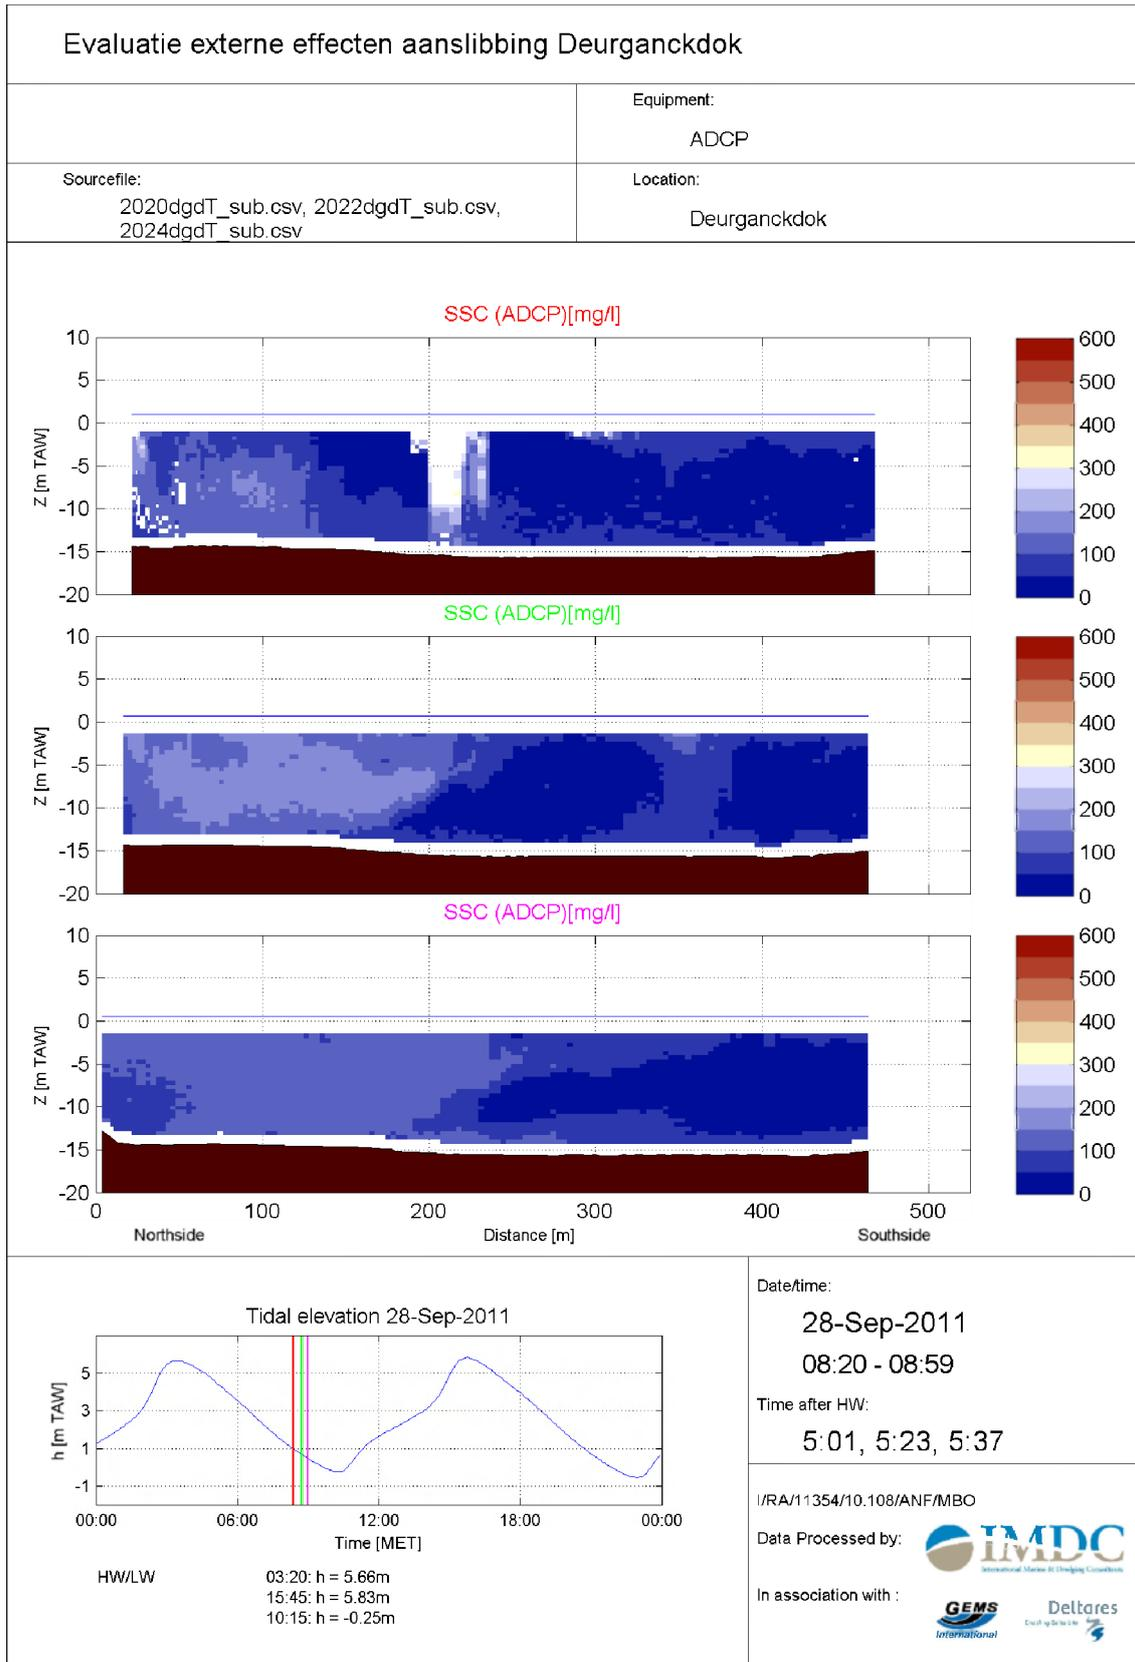 Evaluatie externe effecten aanslibbing Deurganckdok
Equipment:
ADCP
Sourcefile:
2020dgdT_sub.csv, 2022dgdT_sub.csv,
2024dgdT_sub.csv
Location:
Deurganckdok
SSC (ADCP)[mg/l]
10
5
0
-5
-10
-15
-20
Z [m TAW]
600
500
400
300
200
100
0
SSC (ADCP)[mg/l]
10
5
0
-5
-10
-15
-20
Z [m TAW]
600
500
400
300
200
100
0
SSC (ADCP)[mg/l]
10
5
0
-5
-10
-15
-20
Z [m TAW]
600
500
400
300
200
100
0
0 100 200 300 400 500
Northside Distance [m] Southside
Tidal elevation 28-Sep-2011
5
3
1
-1
h [m TAW]
00:00 06:00 12:00 18:00 00:00
Time [MET]
HW/LW 03:20: h = 5.66m
15:45: h = 5.83m
10:15: h = -0.25m
Date/time:
28-Sep-2011
08:20 - 08:59
Time after HW:
5:01, 5:23, 5:37
I/RA/11354/10.108/ANF/MBO
Data Processed by:
IMDC
International Marine & Dredging Consultants
In association with :
GEMS
International
Deltares